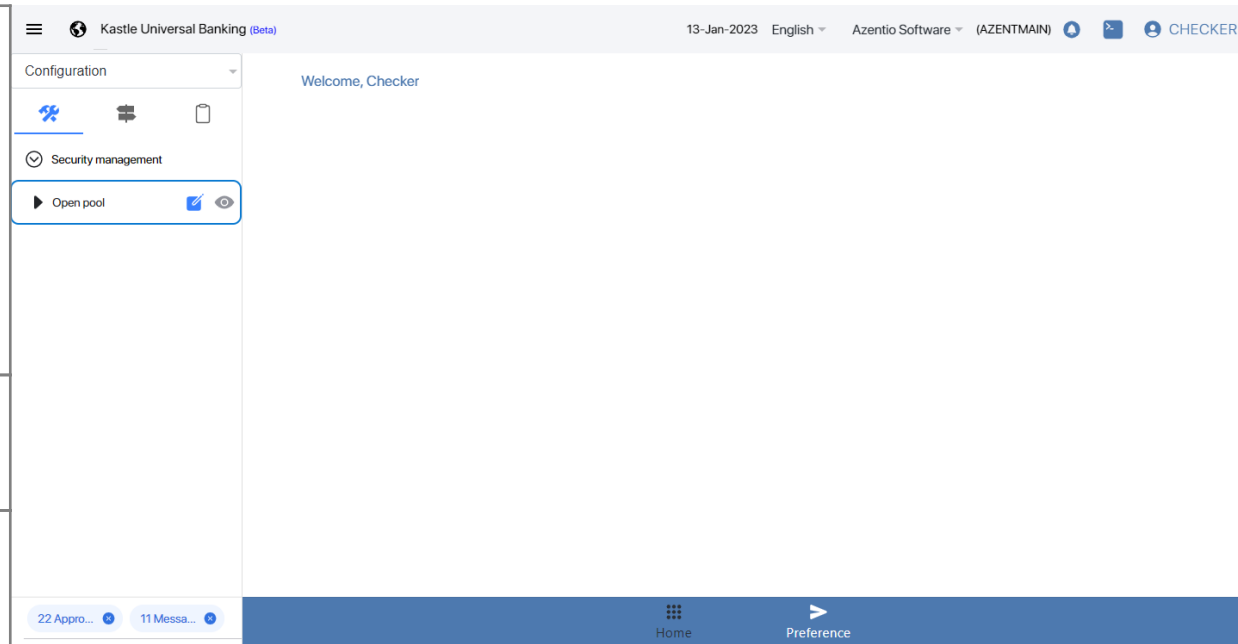 Kastle Universal Banking (Beta) 13-Jan-2023 English Azentio Software (AZENTMAIN) CHECKER
Configuration
Welcome, Checker
Security management
Open pool
22 Appro... 11 Messa...
Home Preference